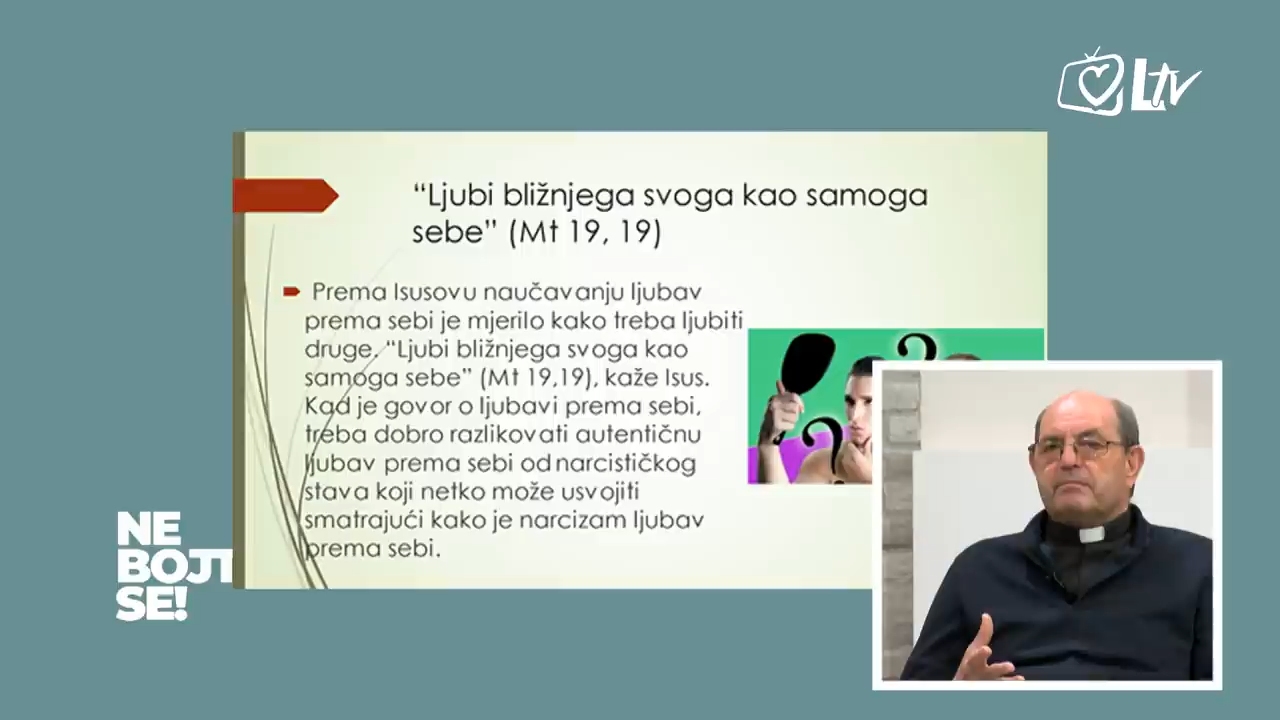 LTV
“Ljubi bližnjega svoga kao samoga
sebe” (Mt 19, 19)
Prema Isusovu naučavanju ljubav
prema sebi je mjerilo kako treba ljubiti
druge. “Ljubi bližnjega svoga kao
samoga sebe” (Mt 19,19), kaže Isus.
Kad je govor o ljubavi prema sebi,
treba dobro razlikovati autentičnu
ljubav prema sebi od narcističkog
stava koji netko može usvojiti
smatrajući kako je narcizam ljubav
prema sebi.
? ?
NE
BOJT
SE!